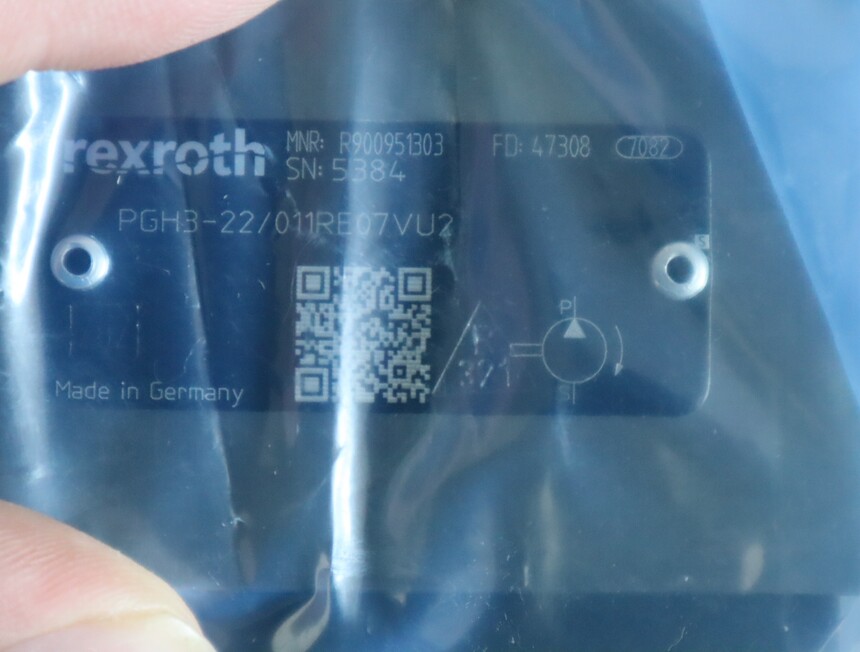 rexroth
MNR: R900951303 FD: 47308 7082
SN: 5384
PGH3-22/011RE07VU2
S
P
S
Made in Germany